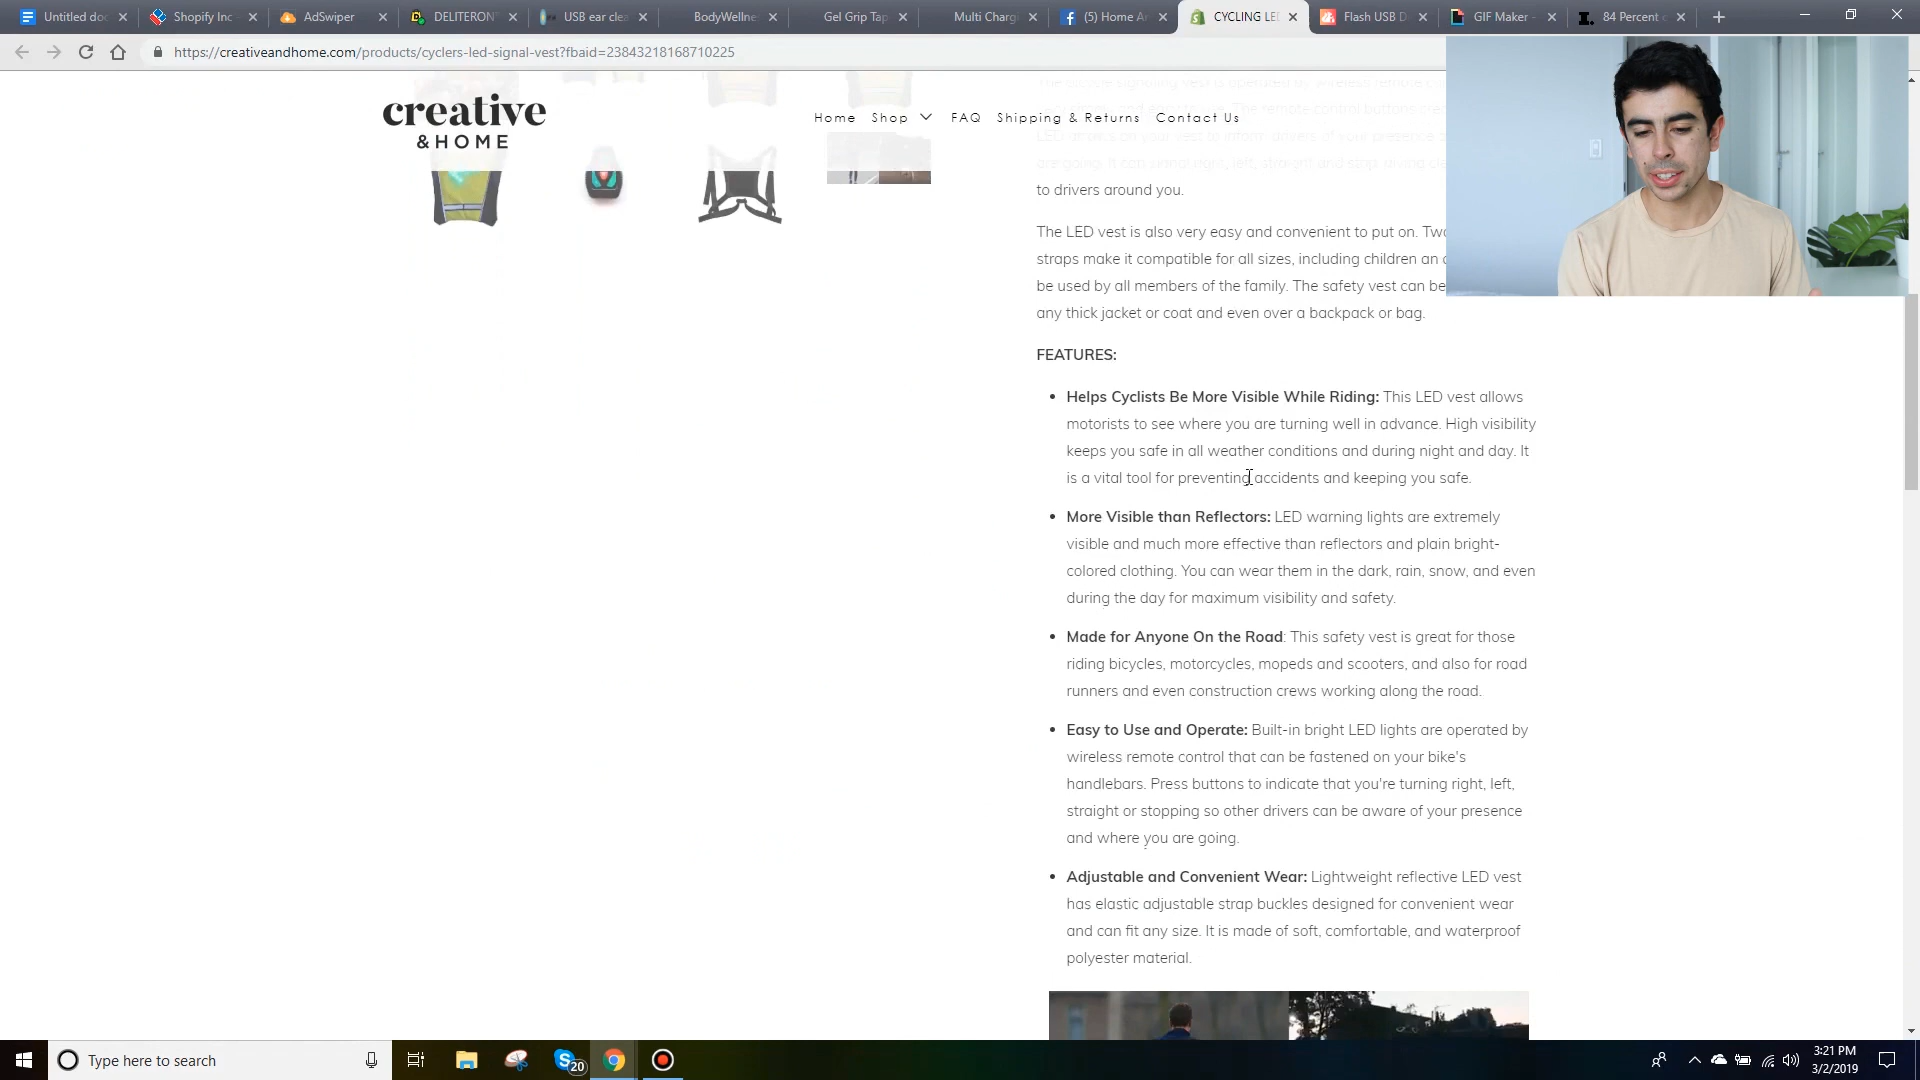 Untitled doc
Shopify Inc
AdSwiper
DELITERON
USB ear clea
BodyWellne
Gel Grip Tap
Multi Chargi
(5) Home A
CYCLING LE
Flash USB D
GIF Maker -
84 Percent
https://creativeandhome.com/products/cyclers-led-signal-vest?fbaid=23843218168710225
creative
&HOME
Home Shop FAQ Shipping & Returns Contact Us
to drivers around you.
The LED vest is also very easy and convenient to put on. Two
straps make it compatible for all sizes, including children an
be used by all members of the family. The safety vest can be
any thick jacket or coat and even over a backpack or bag.
FEATURES:
• Helps Cyclists Be More Visible While Riding: This LED vest allows
motorists to see where you are turning well in advance. High visibility
keeps you safe in all weather conditions and during night and day. It
is a vital tool for preventing accidents and keeping you safe.
• More Visible than Reflectors: LED warning lights are extremely
visible and much more effective than reflectors and plain bright-
colored clothing. You can wear them in the dark, rain, snow, and even
during the day for maximum visibility and safety.
• Made for Anyone On the Road: This safety vest is great for those
riding bicycles, motorcycles, mopeds and scooters, and also for road
runners and even construction crews working along the road.
• Easy to Use and Operate: Built-in bright LED lights are operated by
wireless remote control that can be fastened on your bike's
handlebars. Press buttons to indicate that you're turning right, left,
straight or stopping so other drivers can be aware of your presence
and where you are going.
• Adjustable and Convenient Wear: Lightweight reflective LED vest
has elastic adjustable strap buckles designed for convenient wear
and can fit any size. It is made of soft, comfortable, and waterproof
polyester material.
Type here to search
20
3:21 PM
3/2/2019